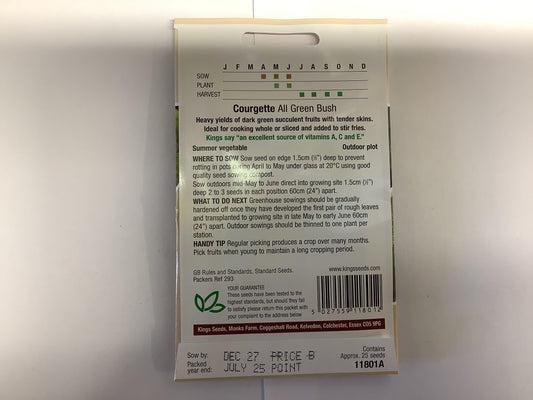 J F M A M J J A S O N D
SOW
PLANT
HARVEST
Courgette All Green Bush
Heavy yields of dark green succulent fruits with tender skins.
Ideal for cooking whole or sliced and added to stir fries.
Kings say “an excellent source of vitamins A, C and E.”
Summer vegetable Outdoor plot
WHERE TO SOW Sow seed on edge 1.5cm (½") deep to prevent
rotting in pots during April to May under glass at 20°C using good
quality seed sowing compost.
Sow outdoors mid-May to June direct into growing site 1.5cm (½")
deep 2 to 3 seeds in each position 60cm (24") apart.
WHAT TO DO NEXT Greenhouse sowings should be gradually
hardened off once they have developed the first pair of rough leaves
and transplanted to growing site in late May to early June 60cm
(24") apart. Outdoor sowings should be thinned to one plant per
station.
HANDY TIP Regular picking produces a crop over many months.
Pick fruits when young to maintain a long cropping period.
GB Rules and Standards, Standard Seeds.
Packers Ref 293
www.kingsseeds.com
YOUR GUARANTEE
These seeds have been tested to the
highest standards, but should they fail
to satisfy please return this packet with
your complaint to the address below
5 027559 118012
Kings Seeds, Monks Farm, Coggeshall Road, Kelvedon, Colchester, Essex CO5 9PG
Sow by: DEC 27 PRICE B
Packed year end: JULY 25 POINT
Contains
Approx. 25 seeds
11801A